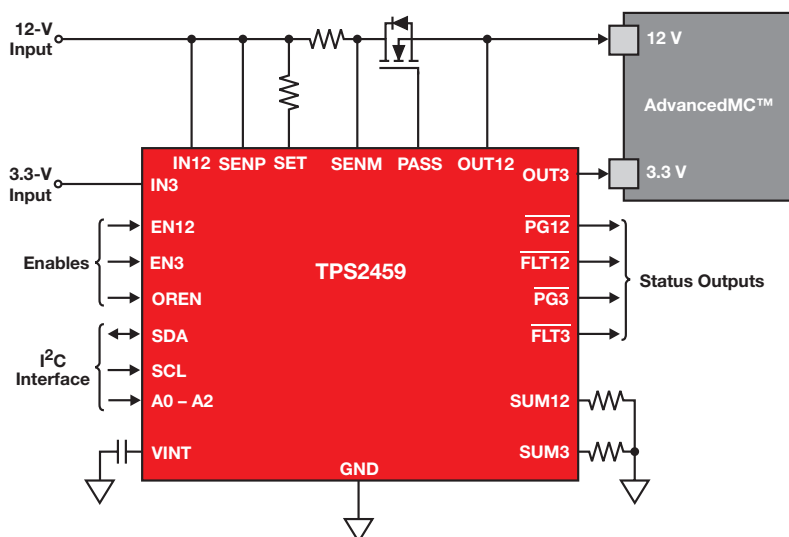 12-V
Input
12 V
AdvancedMC™
3.3 V
IN12 SENP SET SENM PASS OUT12
OUT3
3.3-V
Input
IN3
Enables
EN12
EN3
OREN
TPS2459
PG12
FLT12
PG3
FLT3
Status Outputs
I²C
Interface
SDA
SCL
A0 – A2
SUM12
VINT
SUM3
GND